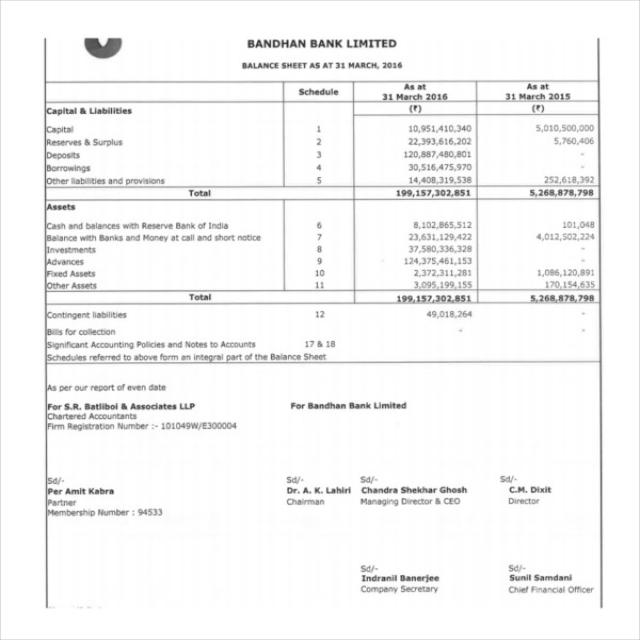 BANDHAN BANK LIMITED
BALANCE SHEET AS AT 31 MARCH, 2016
Schedule As at 31 March 2016 As at 31 March 2015
Capital & Liabilities (₹) (₹)
Capital 1 10,951,410,340 5,010,500,000
Reserves & Surplus 2 22,393,616,202 5,760,406
Deposits 3 120,887,480,801 -
Borrowings 4 30,516,475,970 -
Other liabilities and provisions 5 14,408,319,538 252,618,392
Total 199,157,302,851 5,268,878,798
Assets
Cash and balances with Reserve Bank of India 6 8,102,865,512 101,048
Balance with Banks and Money at call and short notice 7 23,631,129,422 4,012,502,224
Investments 8 37,580,336,328 -
Advances 9 124,375,461,153 -
Fixed Assets 10 2,372,311,281 1,086,120,891
Other Assets 11 3,095,199,155 170,154,635
Total 199,157,302,851 5,268,878,798
Contingent liabilities 12 49,018,264 -
Bills for collection - -
Significant Accounting Policies and Notes to Accounts 17 & 18
Schedules referred to above form an integral part of the Balance Sheet
As per our report of even date
For S.R. Batliboi & Associates LLP For Bandhan Bank Limited
Chartered Accountants
Firm Registration Number :- 101049W/E300004
Sd/- Sd/- Sd/- Sd/-
Per Amit Kabra Dr. A. K. Lahiri Chandra Shekhar Ghosh C.M. Dixit
Partner Chairman Managing Director & CEO Director
Membership Number : 94533
Sd/- Sd/-
Indranil Banerjee Sunil Samdani
Company Secretary Chief Financial Officer